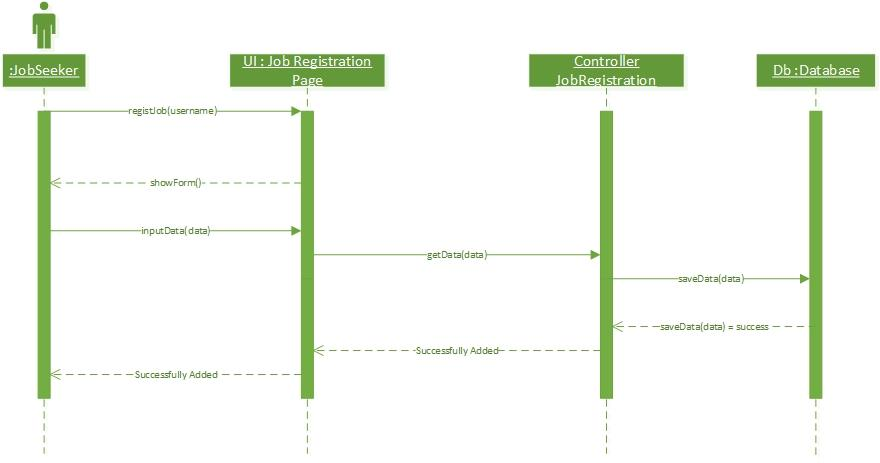 :JobSeeker
UI : Job Registration
Page
Controller
JobRegistration
Db :Database
registJob(username)
showForm()
inputData(data)
getData(data)
saveData(data)
saveData(data) = success
Successfully Added
Successfully Added